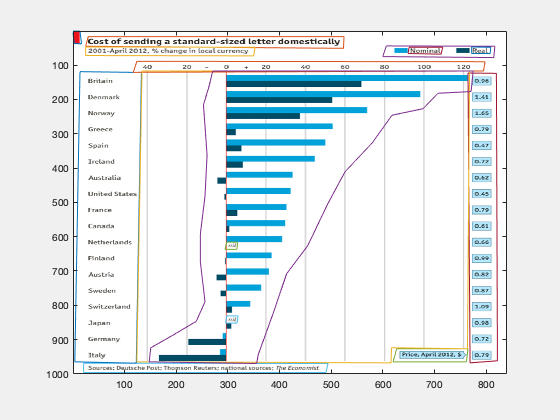 Cost of sending a standard-sized letter domestically
2001-April 2012, % change in local currency
Nominal Real
40 20 - 0 + 20 40 60 80 100 120
Britain 0.96
Denmark 1.41
Norway 1.65
Greece 0.79
Spain 0.47
Ireland 0.72
Australia 0.62
United States 0.45
France 0.79
Canada 0.61
Netherlands nil 0.66
Finland 0.99
Austria 0.82
Sweden 0.87
Switzerland 1.09
Japan nil 0.98
Germany 0.72
Italy Price, April 2012, $ 0.79
Sources: Deutsche Post; Thomson Reuters; national sources; The Economist
100
200
300
400
500
600
700
800
900
1000
100 200 300 400 500 600 700 800